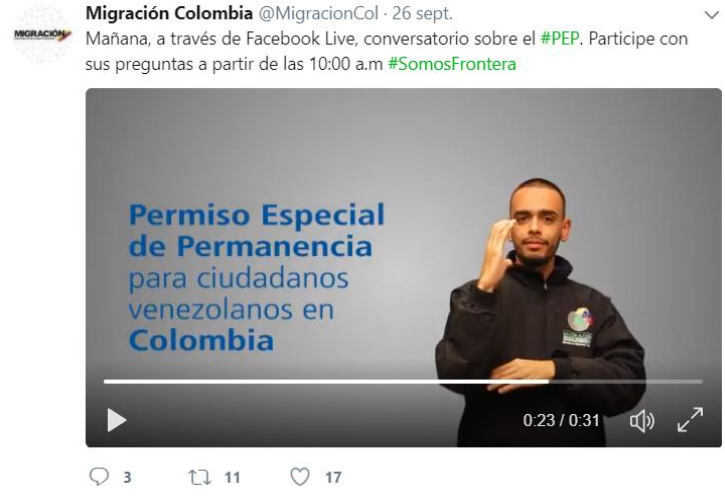 Migración Colombia @MigracionCol · 26 sept.
MIGRACIÓN
Mañana, a través de Facebook Live, conversatorio sobre el #PEP. Participe con
sus preguntas a partir de las 10:00 a.m #SomosFrontera
Permiso Especial
de Permanencia
para ciudadanos
venezolanos en
Colombia
0:23 / 0:31
3 11 17